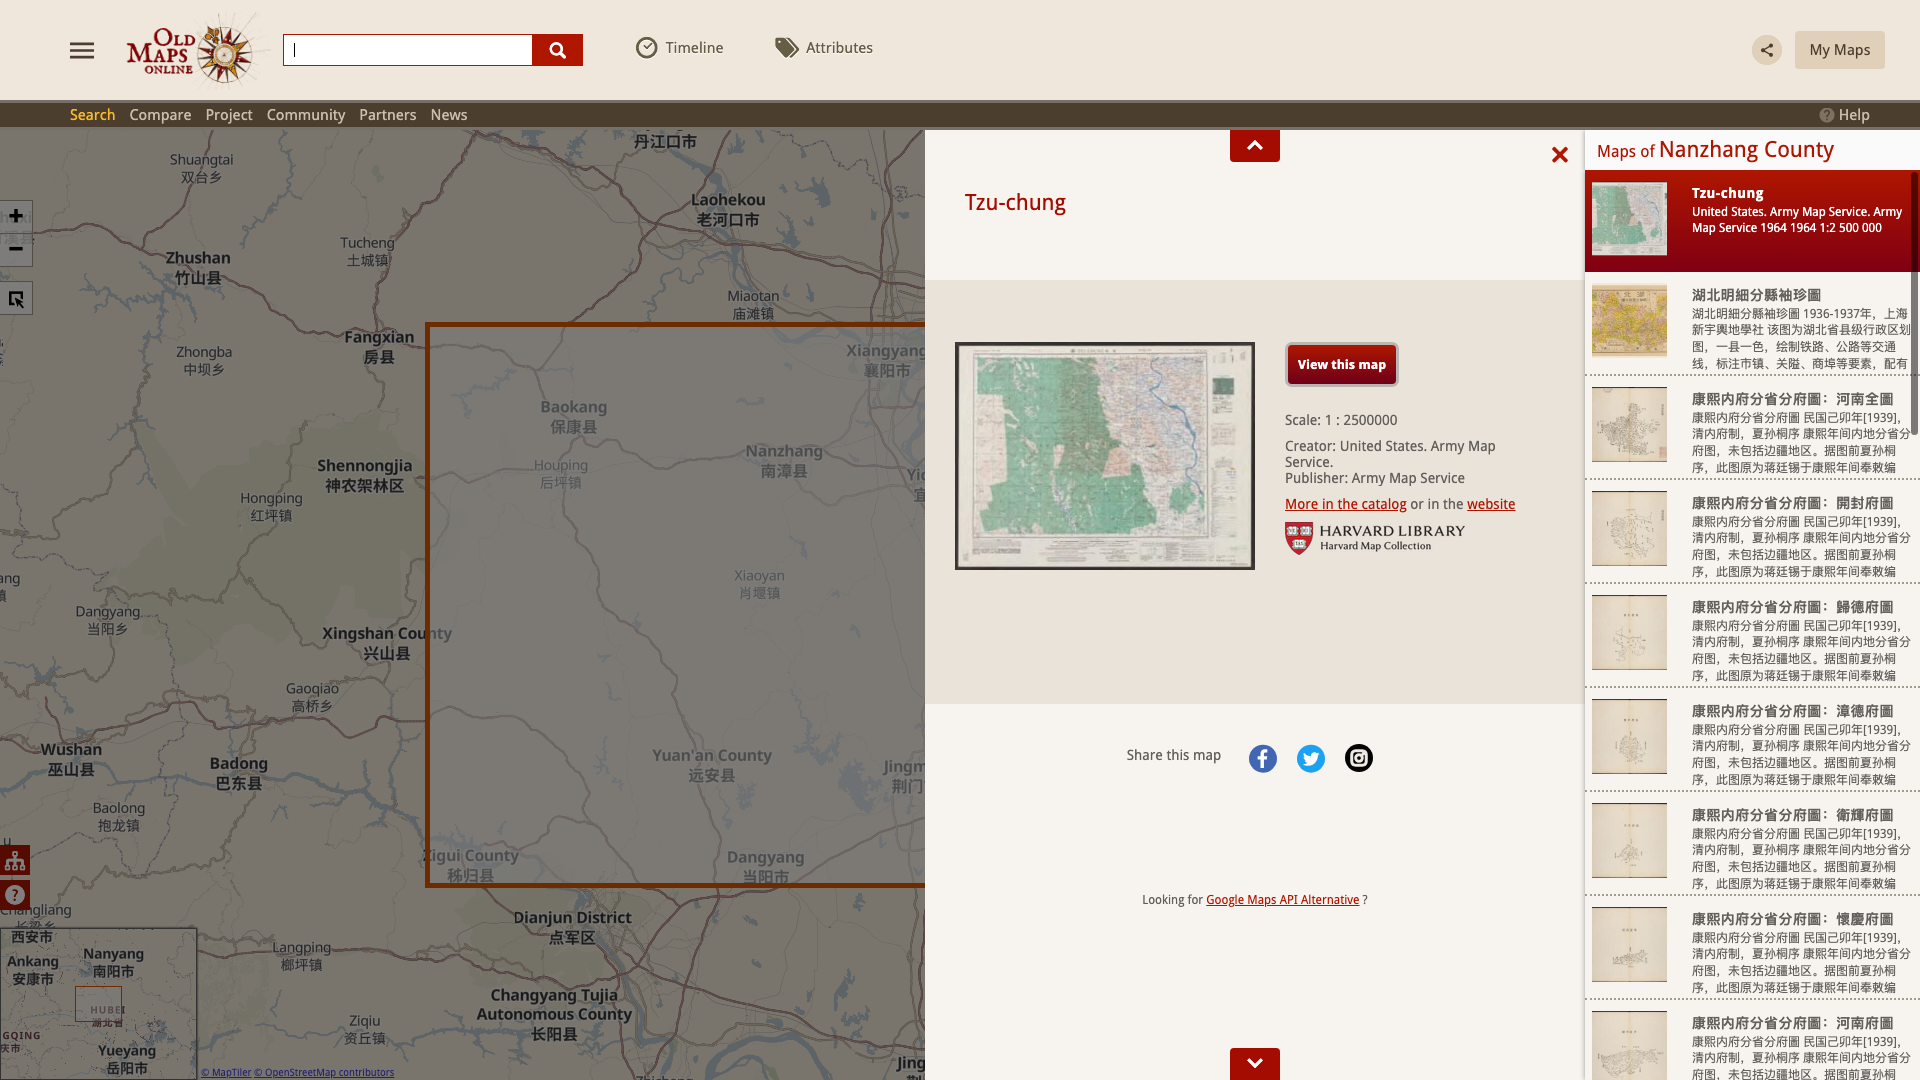 OLD
MAPS
ONLINE
Timeline
Attributes
My Maps
Search
Compare
Project
Community
Partners
News
Help
丹江口市
Shuangtai
双台乡
Laohekou
老河口市
Tucheng
土城镇
Zhushan
竹山县
Miaotan
庙滩镇
Fangxian
房县
Zhongba
中坝乡
Xiangyang
襄阳市
Baokang
保康县
Nanzhang
南漳县
Shennongjia
神农架林区
Houping
后坪镇
Hongping
红坪镇
Xiaoyan
肖堰镇
Dangyang
当阳乡
Xingshan County
兴山县
Gaoqiao
高桥乡
Wushan
巫山县
Badong
巴东县
Yuan'an County
远安县
Jingm
荆门
Baolong
抱龙镇
Zigui County
秭归县
Dangyang
当阳市
Changliang
Dianjun District
点军区
Langping
榔坪镇
Changyang Tujia
Autonomous County
长阳县
Ziqiu
资丘镇
Jing
西安市
Ankang
安康市
Nanyang
南阳市
HUBEI
湖北省
GQING
庆市
Yueyang
岳阳市
© MapTiler © OpenStreetMap contributors
Tzu-chung
View this map
Scale: 1 : 2500000
Creator: United States. Army Map
Service.
Publisher: Army Map Service
More in the catalog or in the website
HARVARD LIBRARY
Harvard Map Collection
Share this map
Looking for Google Maps API Alternative ?
Maps of Nanzhang County
Tzu-chung
United States. Army Map Service. Army
Map Service 1964 1964 1:2 500 000
湖北明細分縣袖珍圖
湖北明細分縣袖珍圖 1936-1937年，上海
新宇輿地學社 该图为湖北省县级行政区划
图，一县一色，绘制铁路、公路等交通
线，标注市镇、关隘、商埠等要素，配有
康熙内府分省分府圖：河南全圖
康熙内府分省分府圖 民国己卯年[1939]，
清内府制，夏孙桐序 康熙年间内地分省分
府图，未包括边疆地区。据图前夏孙桐
序，此图原为蒋廷锡于康熙年间奉敕编
康熙内府分省分府圖：開封府圖
康熙内府分省分府圖 民国己卯年[1939]，
清内府制，夏孙桐序 康熙年间内地分省分
府图，未包括边疆地区。据图前夏孙桐
序，此图原为蒋廷锡于康熙年间奉敕编
康熙内府分省分府圖：歸德府圖
康熙内府分省分府圖 民国己卯年[1939]，
清内府制，夏孙桐序 康熙年间内地分省分
府图，未包括边疆地区。据图前夏孙桐
序，此图原为蒋廷锡于康熙年间奉敕编
康熙内府分省分府圖：漳德府圖
康熙内府分省分府圖 民国己卯年[1939]，
清内府制，夏孙桐序 康熙年间内地分省分
府图，未包括边疆地区。据图前夏孙桐
序，此图原为蒋廷锡于康熙年间奉敕编
康熙内府分省分府圖：衛輝府圖
康熙内府分省分府圖 民国己卯年[1939]，
清内府制，夏孙桐序 康熙年间内地分省分
府图，未包括边疆地区。据图前夏孙桐
序，此图原为蒋廷锡于康熙年间奉敕编
康熙内府分省分府圖：懷慶府圖
康熙内府分省分府圖 民国己卯年[1939]，
清内府制，夏孙桐序 康熙年间内地分省分
府图，未包括边疆地区。据图前夏孙桐
序，此图原为蒋廷锡于康熙年间奉敕编
康熙内府分省分府圖：河南府圖
康熙内府分省分府圖 民国己卯年[1939]，
清内府制，夏孙桐序 康熙年间内地分省分
府图，未包括边疆地区。据图前夏孙桐